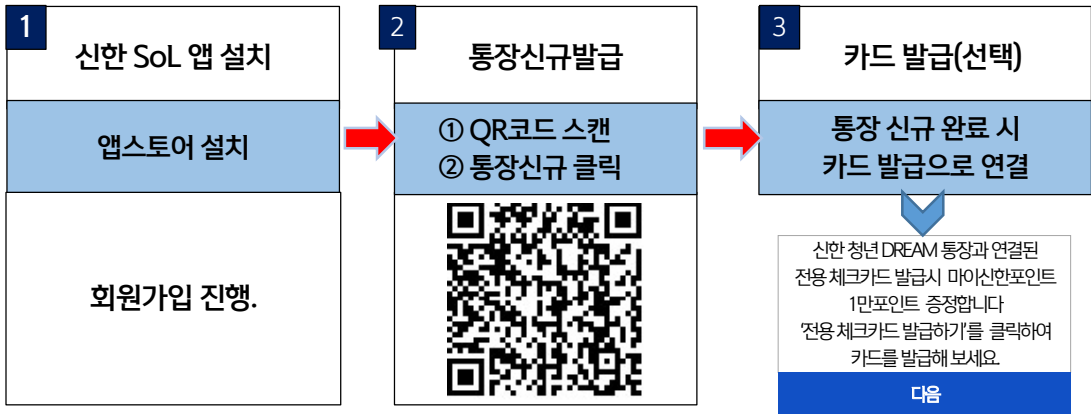 1
신한 SoL 앱 설치
앱스토어 설치
회원가입 진행.
2
통장신규발급
① QR코드 스캔
② 통장신규 클릭
3
카드 발급(선택)
통장 신규 완료 시
카드 발급으로 연결
신한 청년 DREAM 통장과 연결된
전용 체크카드 발급시 마이신한포인트
1만포인트 증정합니다
'전용 체크카드 발급하기'를 클릭하여
카드를 발급해 보세요.
다음